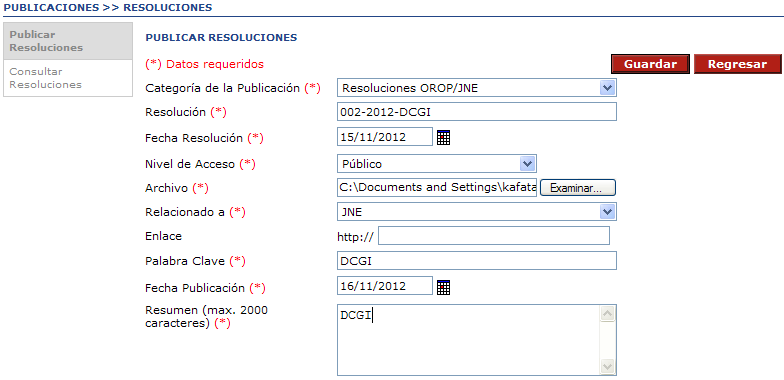 PUBLICACIONES >> RESOLUCIONES
Publicar
Resoluciones
Consultar
Resoluciones
PUBLICAR RESOLUCIONES
(*) Datos requeridos
Guardar
Regresar
Categoría de la Publicación (*)
Resoluciones OROP/JNE
Resolución (*)
002-2012-DCGI
Fecha Resolución (*)
15/11/2012
Nivel de Acceso (*)
Público
Archivo (*)
C:\Documents and Settings\kafata
Examinar...
Relacionado a (*)
JNE
Enlace
http://
Palabra Clave (*)
DCGI
Fecha Publicación (*)
16/11/2012
Resumen (max. 2000
caracteres) (*)
DCGI